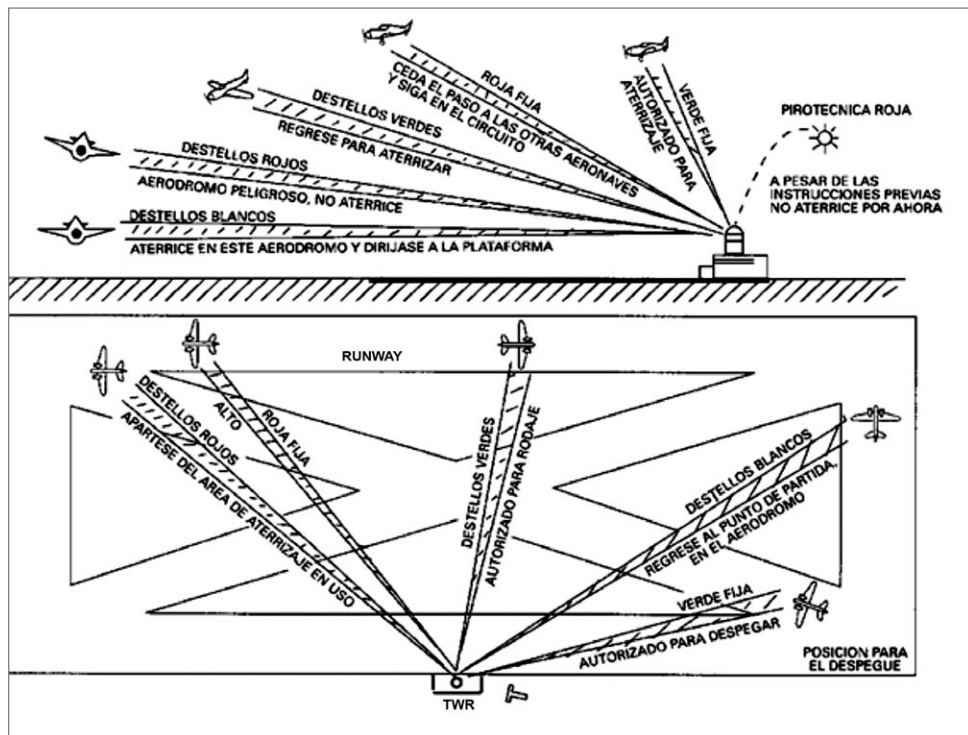 ROJA FIJA
CEDA EL PASO A LAS OTRAS AERONAVES
Y SIGA EN EL CIRCUITO
VERDE FIJA
AUTORIZADO PARA
ATERRIZAJE
PIROTECNICA ROJA
A PESAR DE LAS
INSTRUCCIONES PREVIAS
NO ATERRICE POR AHORA
DESTELLOS VERDES
REGRESE PARA ATERRIZAR
DESTELLOS ROJOS
AERODROMO PELIGROSO, NO ATERRICE
DESTELLOS BLANCOS
ATERRICE EN ESTE AERODROMO Y DIRIJASE A LA PLATAFORMA
RUNWAY
DESTELLOS ROJOS
APARTESE DEL AREA DE ATERRIZAJE EN USO
ROJA FIJA
ALTO
DESTELLOS VERDES
AUTORIZADO PARA RODAJE
DESTELLOS BLANCOS
REGRESE AL PUNTO DE PARTIDA,
EN EL AERODROMO
VERDE FIJA
AUTORIZADO PARA DESPEGAR
POSICION PARA
EL DESPEGUE
TWR
T